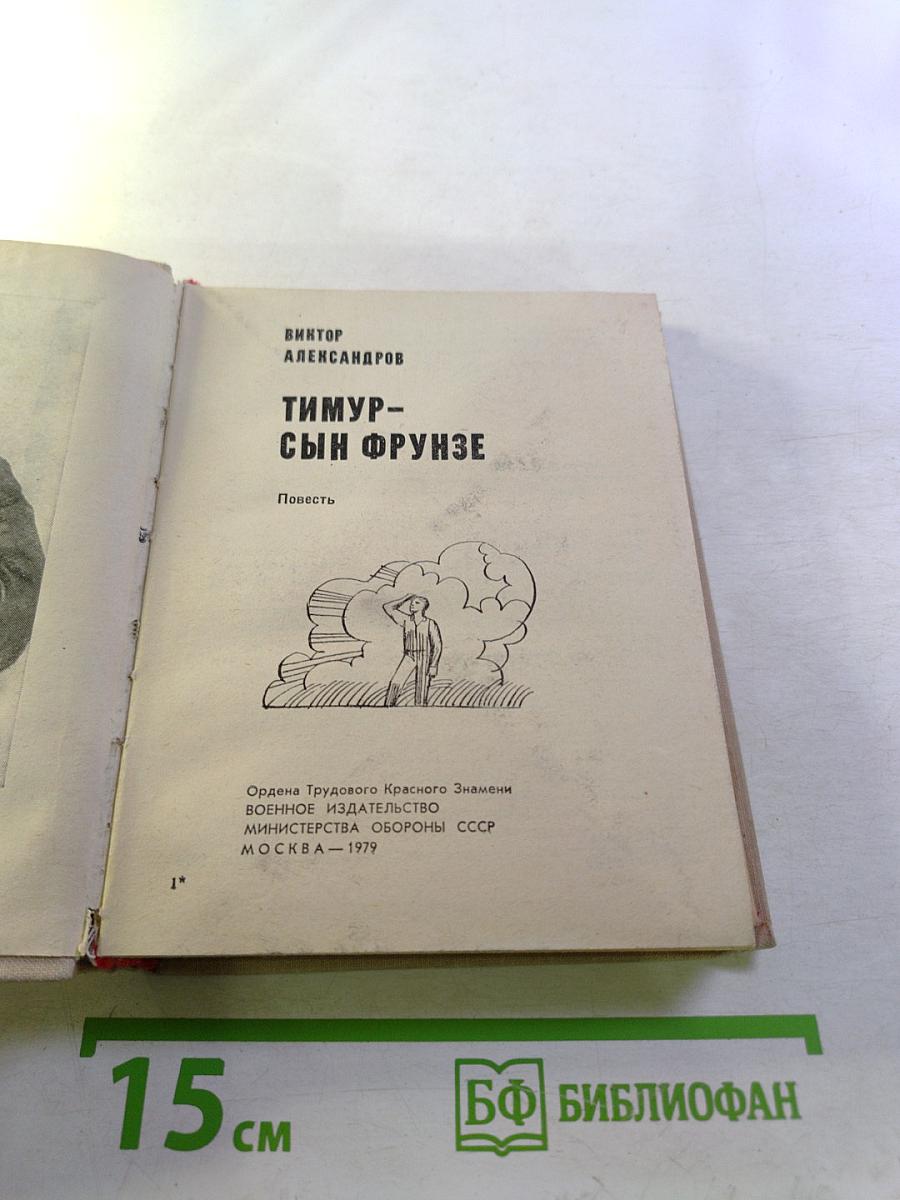 ВИКТОР
АЛЕКСАНДРОВ
ТИМУР–
СЫН ФРУНЗЕ
Повесть
Ордена Трудового Красного Знамени
ВОЕННОЕ ИЗДАТЕЛЬСТВО
МИНИСТЕРСТВА ОБОРОНЫ СССР
МОСКВА — 1979
1*
15 см
БФ БИБЛИОФАН